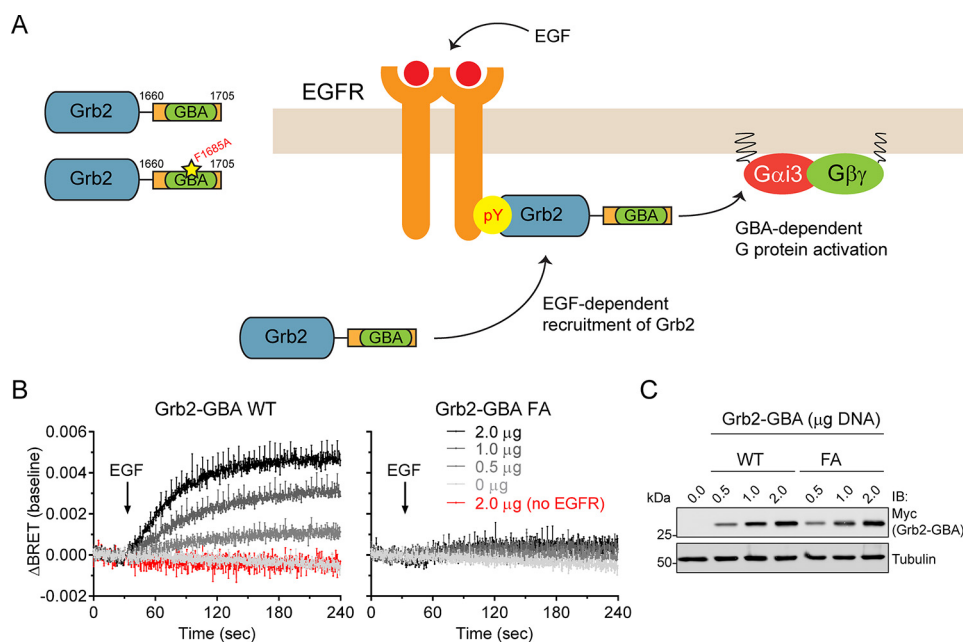 A
EGF
EGFR
1660
1705
Grb2
GBA
F1685A
1660
1705
Grb2
GBA
Gαi3
Gβγ
pY
Grb2
GBA
GBA-dependent
G protein activation
EGF-dependent
recruitment of Grb2
Grb2
GBA
B
Grb2-GBA WT
Grb2-GBA FA
ΔBRET (baseline)
0.006
0.004
0.002
0.000
-0.002
EGF
EGF
2.0 μg
1.0 μg
0.5 μg
0 μg
2.0 μg (no EGFR)
0 60 120 180 240
0 60 120 180 240
Time (sec)
Time (sec)
C
Grb2-GBA (μg DNA)
WT FA
kDa 0.0 0.5 1.0 2.0 0.5 1.0 2.0 IB:
Myc
(Grb2-GBA)
25-
50-
Tubulin